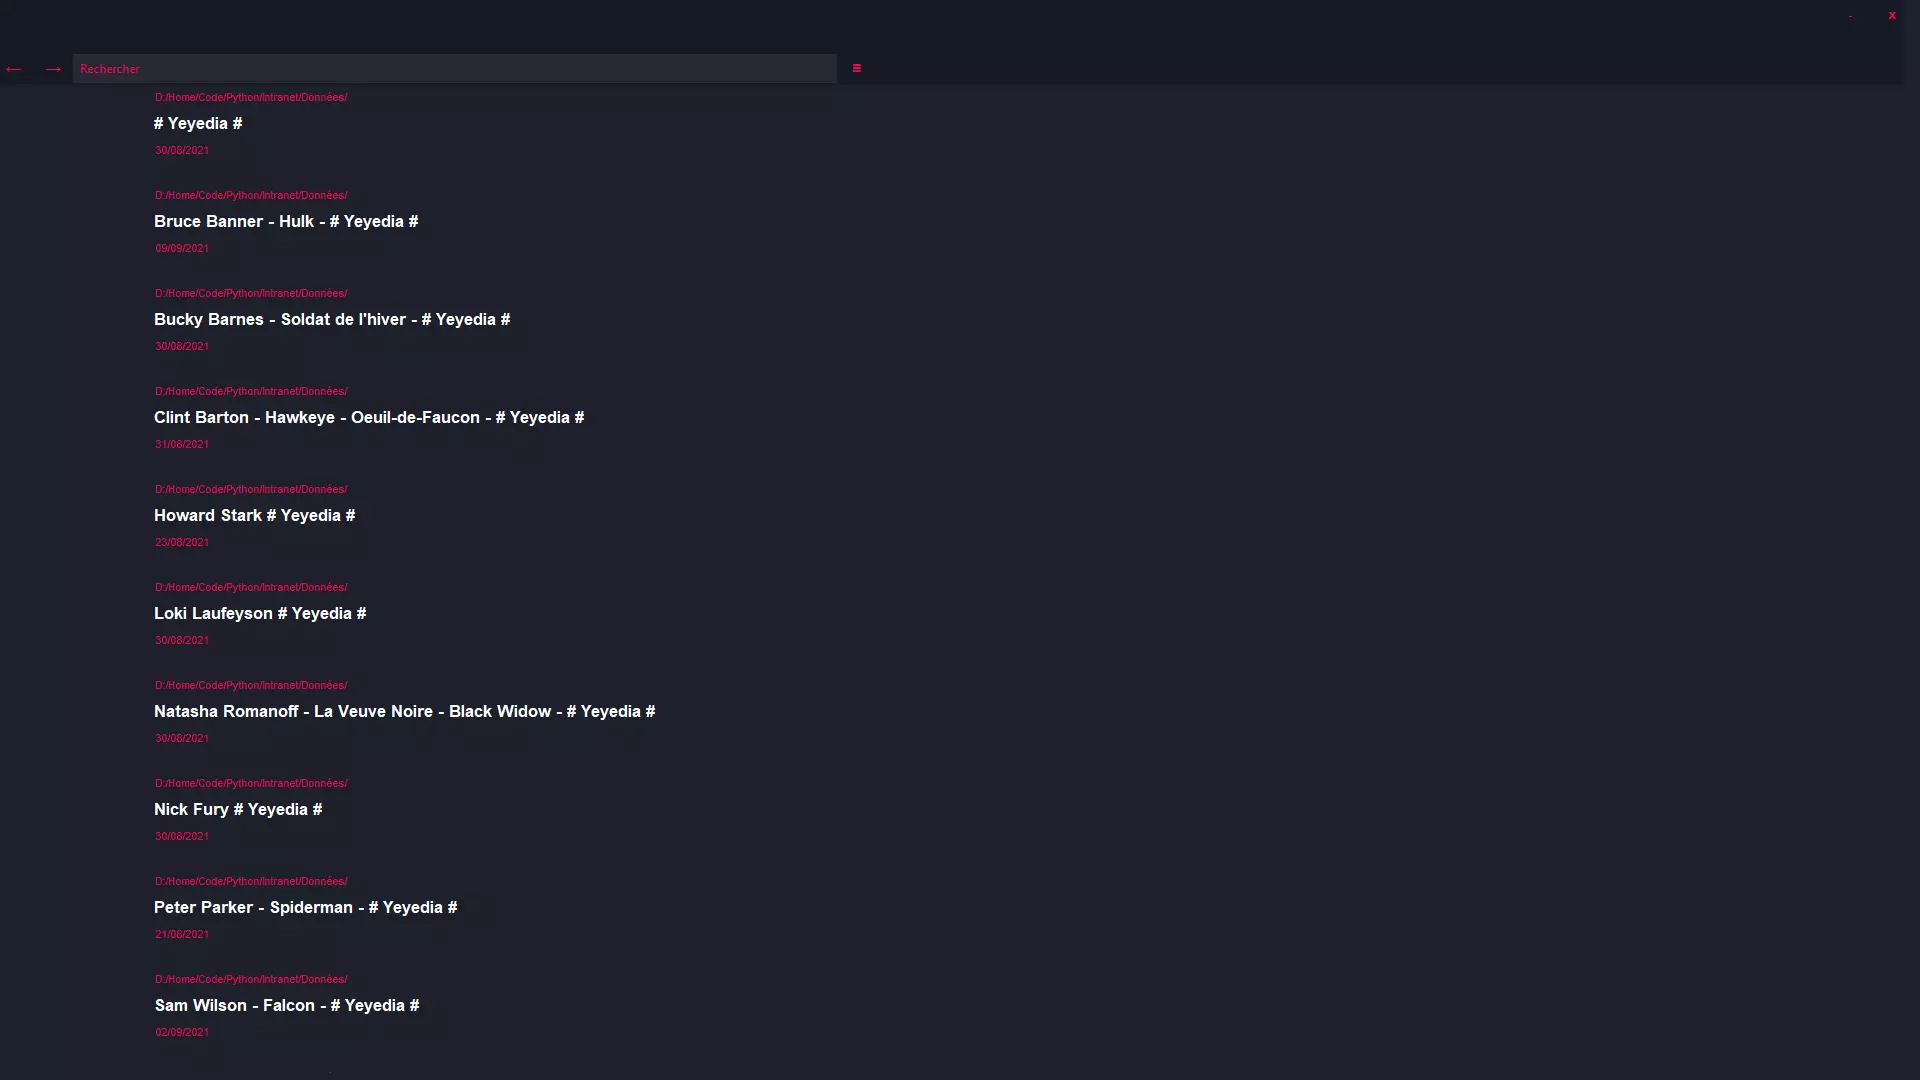 - x
← → Rechercher ≡
D:/Home/Code/Python/Intranet/Données/
# Yeyedia #
30/08/2021
D:/Home/Code/Python/Intranet/Données/
Bruce Banner - Hulk - # Yeyedia #
09/09/2021
D:/Home/Code/Python/Intranet/Données/
Bucky Barnes - Soldat de l'hiver - # Yeyedia #
30/08/2021
D:/Home/Code/Python/Intranet/Données/
Clint Barton - Hawkeye - Oeuil-de-Faucon - # Yeyedia #
31/08/2021
D:/Home/Code/Python/Intranet/Données/
Howard Stark # Yeyedia #
23/08/2021
D:/Home/Code/Python/Intranet/Données/
Loki Laufeyson # Yeyedia #
30/08/2021
D:/Home/Code/Python/Intranet/Données/
Natasha Romanoff - La Veuve Noire - Black Widow - # Yeyedia #
30/08/2021
D:/Home/Code/Python/Intranet/Données/
Nick Fury # Yeyedia #
30/08/2021
D:/Home/Code/Python/Intranet/Données/
Peter Parker - Spiderman - # Yeyedia #
21/08/2021
D:/Home/Code/Python/Intranet/Données/
Sam Wilson - Falcon - # Yeyedia #
02/09/2021